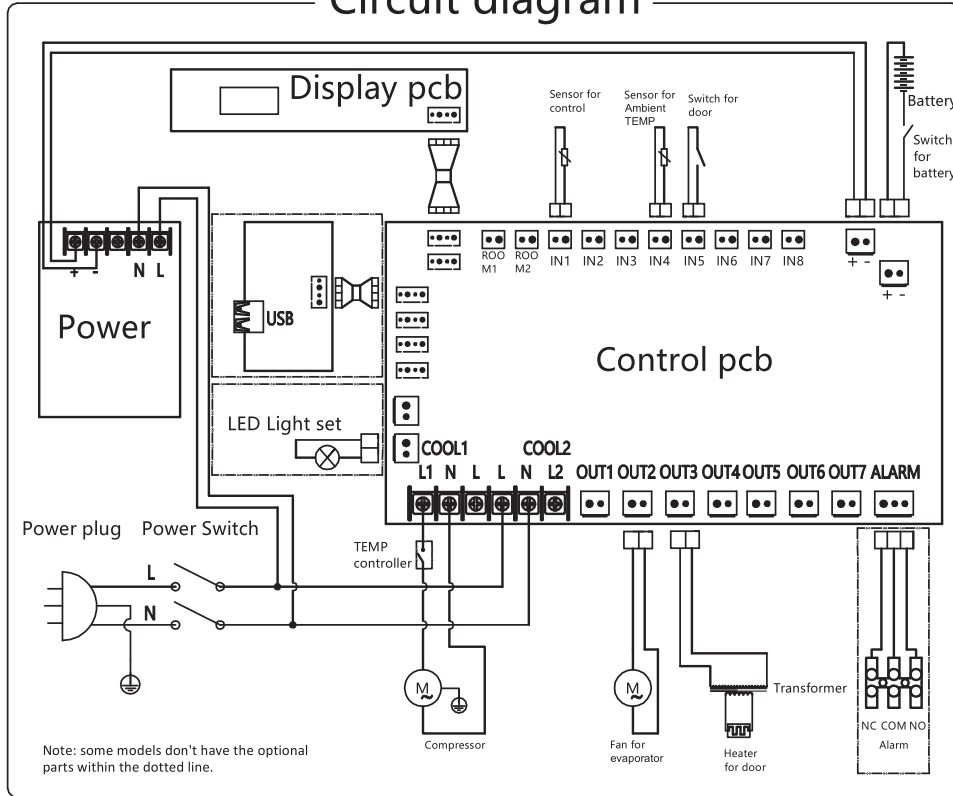 Circuit diagram
Display pcb
Sensor for
control
Sensor for
Ambient
TEMP
Switch for
door
Battery
Switch
for
battery
+ - N L
Power
USB
LED Light set
ROO
M1
ROO
M2
IN1 IN2 IN3 IN4 IN5 IN6 IN7 IN8
+ -
+ -
Control pcb
COOL1 COOL2
L1 N L L N L2
OUT1 OUT2 OUT3 OUT4 OUT5 OUT6 OUT7 ALARM
Power plug Power Switch
L
N
TEMP
controller
M
~
Compressor
M
~
Fan for
evaporator
Transformer
Heater
for door
NC COM NO
Alarm
Note: some models don't have the optional
parts within the dotted line.